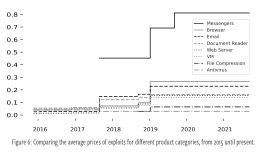 0.8
0.7
0.6
0.5
0.4
0.3
0.2
0.1
0.0
Messengers
Browser
Email
Document Reader
Web Server
VM
File Compression
Antivirus
2016 2017 2018 2019 2020 2021
Figure 6: Comparing the average prices of exploits for different product categories, from 2015 until present.